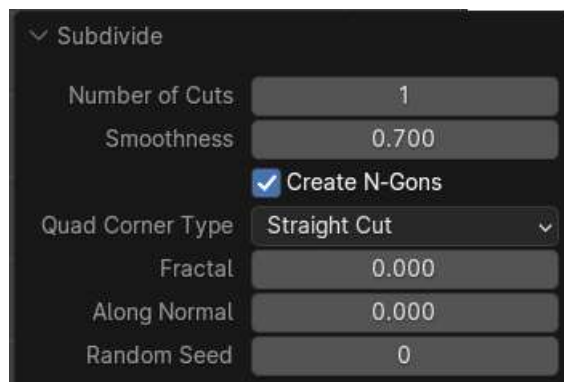 Subdivide
Number of Cuts 1
Smoothness 0.700
Create N-Gons
Quad Corner Type Straight Cut
Fractal 0.000
Along Normal 0.000
Random Seed 0